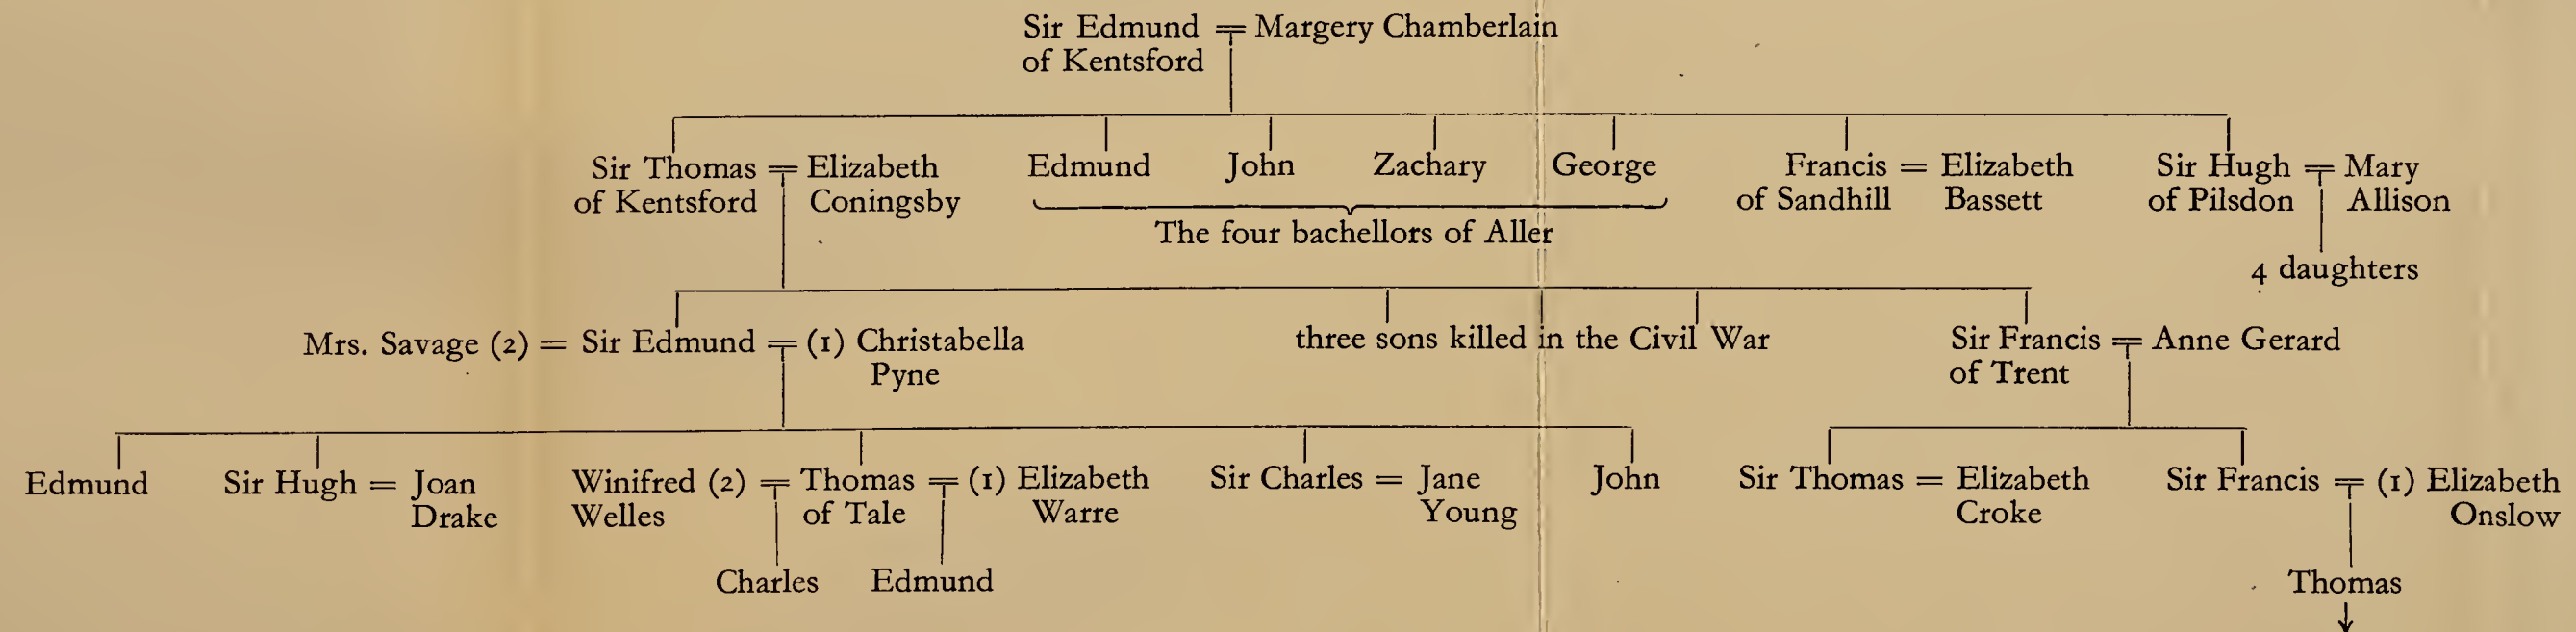 Sir Edmund = Margery Chamberlain
of Kentsford
Sir Thomas = Elizabeth
of Kentsford Coningsby
Edmund John Zachary George
The four bachellors of Aller
Francis = Elizabeth
of Sandhill Bassett
Sir Hugh = Mary
of Pilsdon Allison
4 daughters
Mrs. Savage (2) = Sir Edmund = (1) Christabella
Pyne
three sons killed in the Civil War
Sir Francis = Anne Gerard
of Trent
Edmund
Sir Hugh = Joan
Drake
Winifred (2) = Thomas = (1) Elizabeth
Welles of Tale Warre
Charles Edmund
Sir Charles = Jane
Young
John
Sir Thomas = Elizabeth
Croke
Sir Francis = (1) Elizabeth
Onslow
Thomas